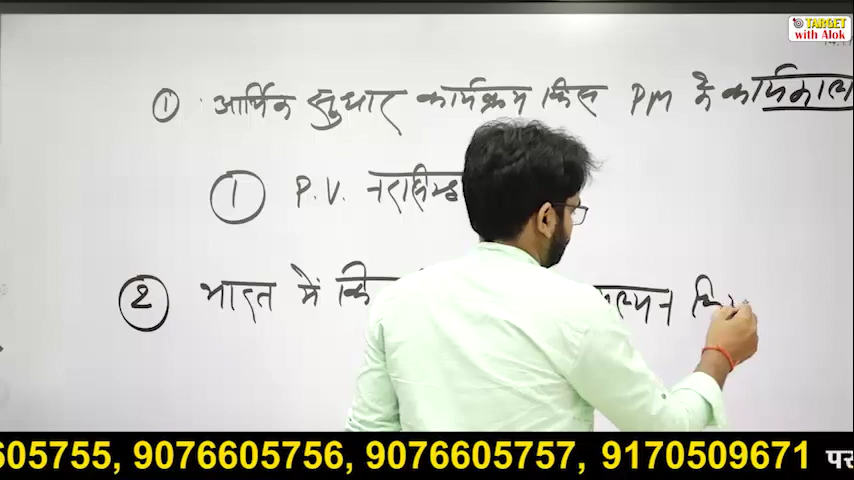 TARGET
with Alok
① आर्थिक सुधार कार्यक्रम किस PM के कार्यकाल
① P.V. नरसिम्ह
② भारत में कि
605755, 9076605756, 9076605757, 9170509671 पर